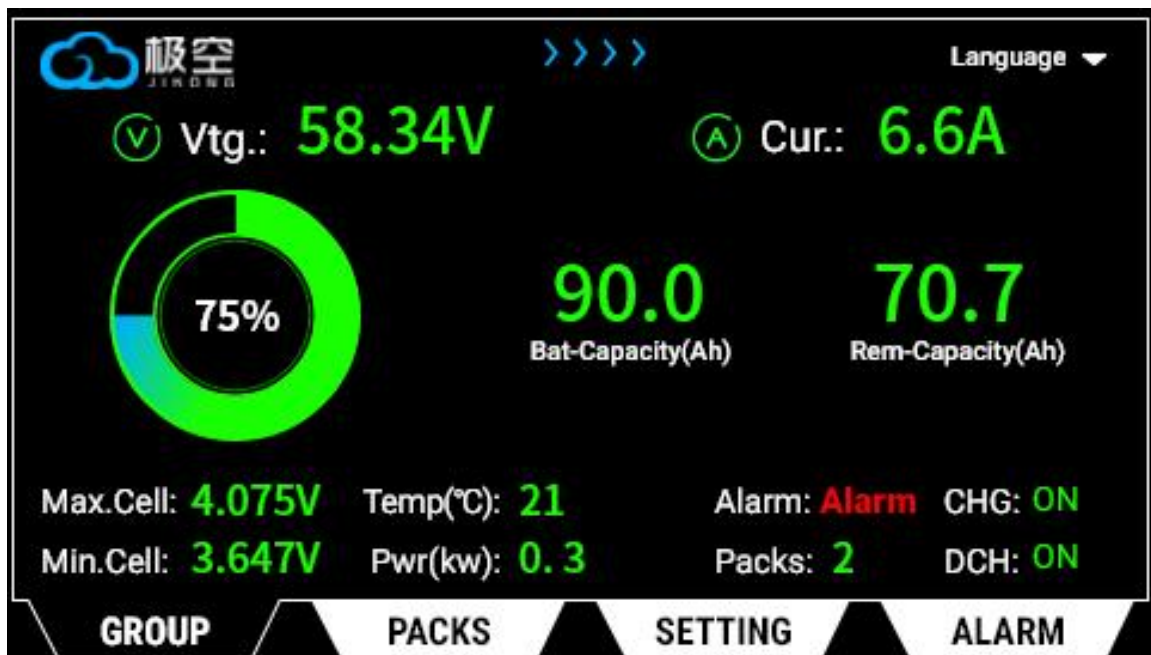 极空
JIKONG
Language
Vtg.: 58.34V
Cur.: 6.6A
75%
90.0
Bat-Capacity(Ah)
70.7
Rem-Capacity(Ah)
Max.Cell: 4.075V Temp(℃): 21 Alarm: Alarm CHG: ON
Min.Cell: 3.647V Pwr(kw): 0.3 Packs: 2 DCH: ON
GROUP PACKS SETTING ALARM